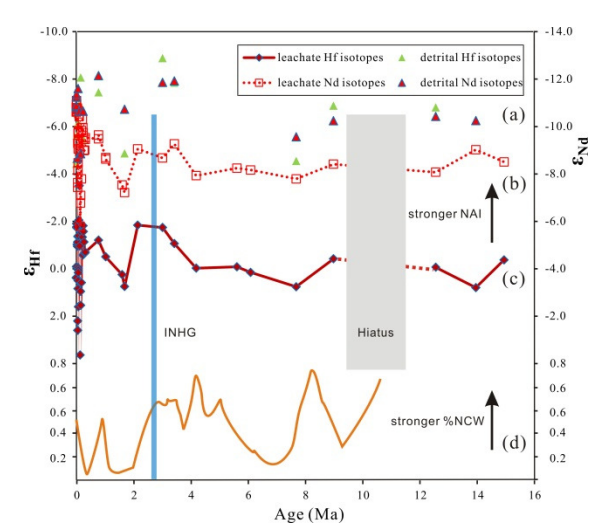 -10.0
-8.0
-6.0
-4.0
-2.0
0.0
2.0
0.8
0.6
0.4
0.2
εHf
-14.0
-12.0
-10.0
-8.0
-6.0
-4.0
-2.0
0.0
0.8
0.6
0.4
0.2
εNd
leachate Hf isotopes
detrital Hf isotopes
leachate Nd isotopes
detrital Nd isotopes
(a)
(b)
stronger NAI
(c)
INHG
Hiatus
stronger %NCW
(d)
0.0
2
4
6
8
10
12
14
16
Age (Ma)